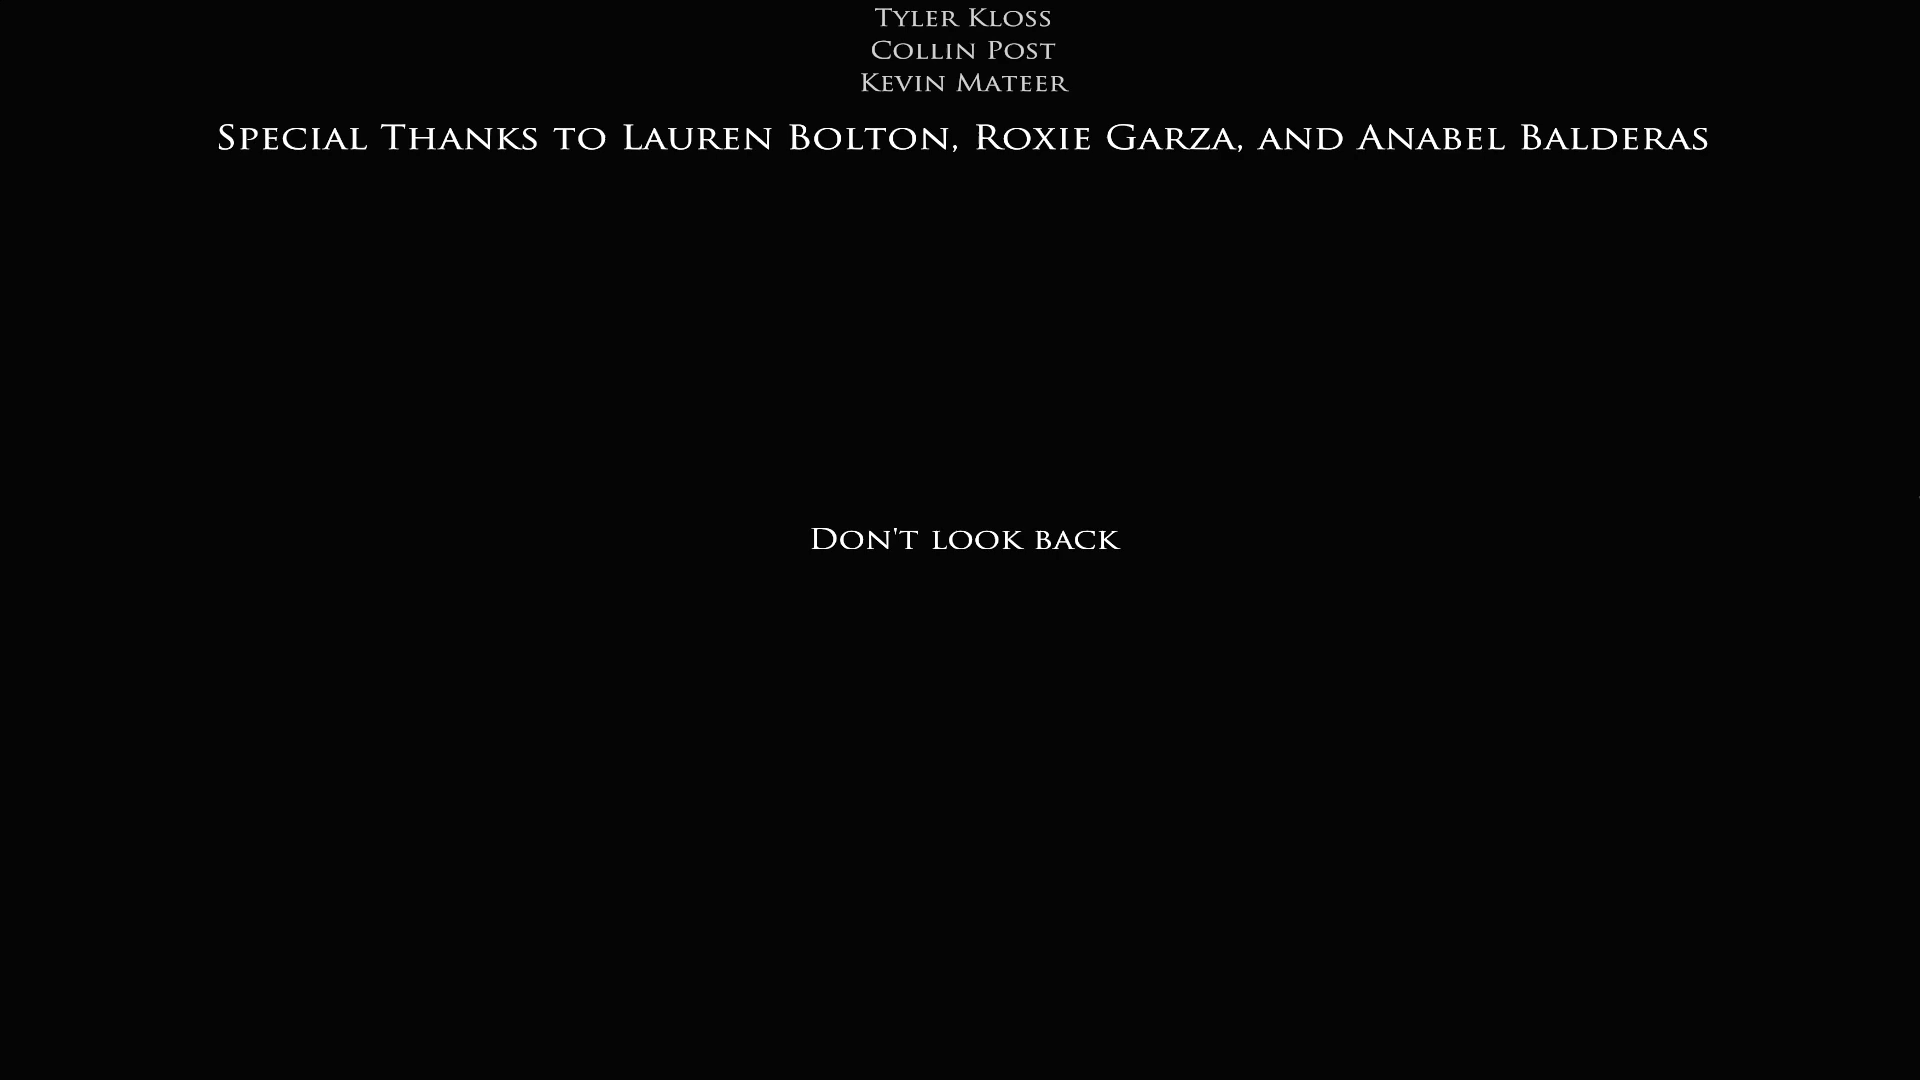 Tyler Kloss
Collin Post
Kevin Mateer
Special Thanks to Lauren Bolton, Roxie Garza, and Anabel Balderas
Don't look back